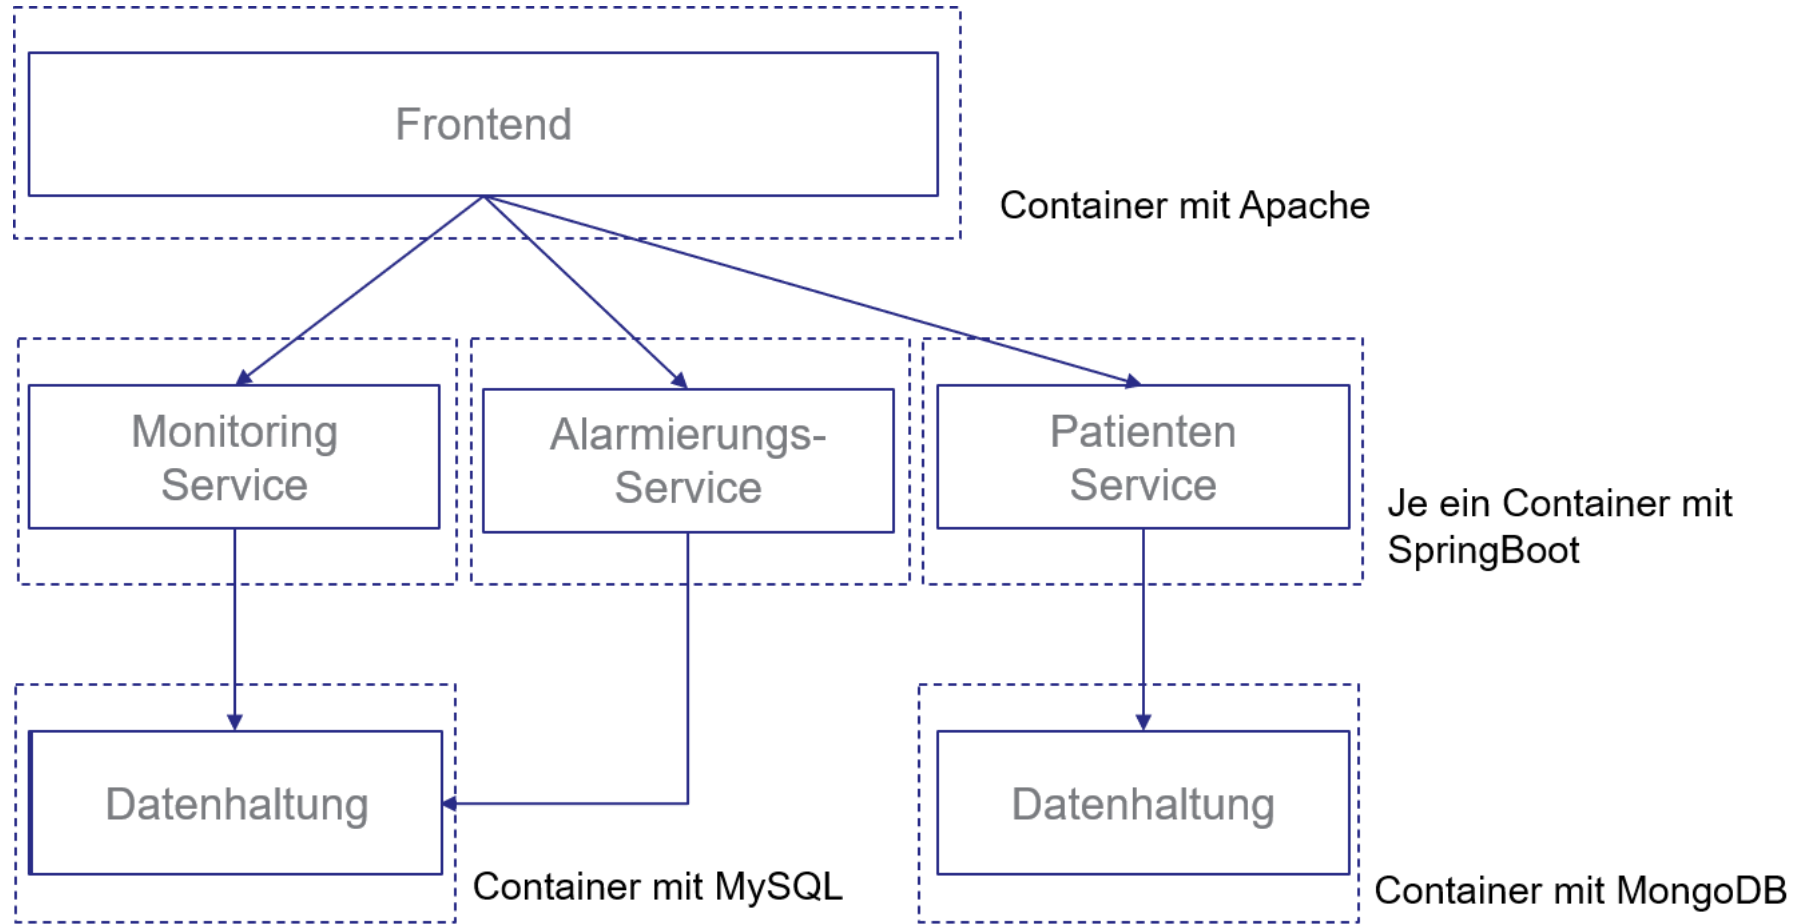 Frontend
Container mit Apache
Monitoring
Service
Alarmierungs-
Service
Patienten
Service
Je ein Container mit
SpringBoot
Datenhaltung
Container mit MySQL
Datenhaltung
Container mit MongoDB